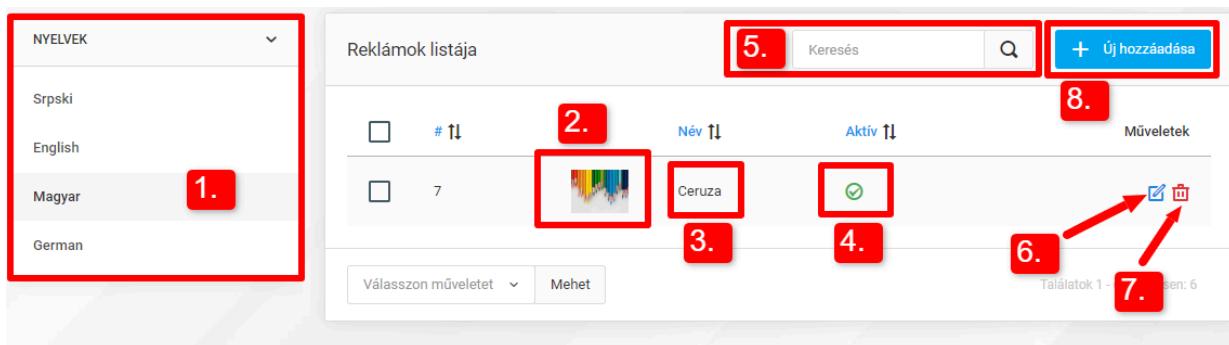 NYELVEK
Srpski
English
Magyar
German
1.
Reklámok listája
5.
Keresés
Új hozzáadása
8.
#
2.
Név
Aktív
Műveletek
7
Ceruza
3.
4.
6.
7.
Válasszon műveletet
Mehet
Találatok 1 - sen: 6